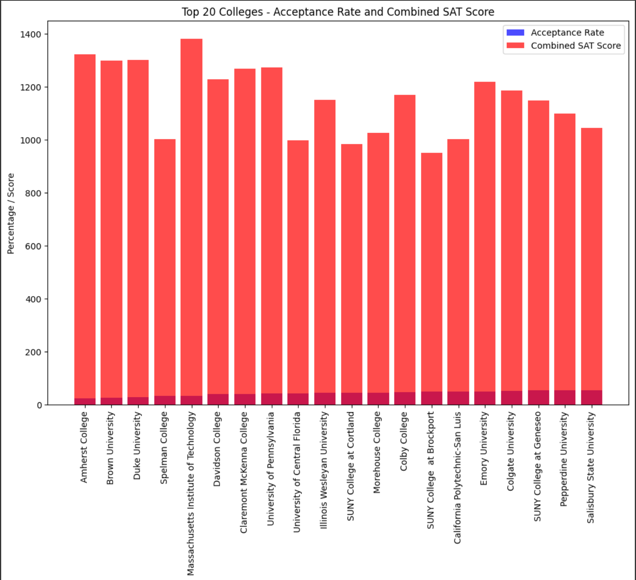 Top 20 Colleges - Acceptance Rate and Combined SAT Score
Acceptance Rate
Combined SAT Score
Percentage / Score
1400
1200
1000
800
600
400
200
0
Amherst College
Brown University
Duke University
Spelman College
Massachusetts Institute of Technology
Davidson College
Claremont McKenna College
University of Pennsylvania
University of Central Florida
Illinois Wesleyan University
SUNY College at Cortland
Morehouse College
Colby College
SUNY College  at Brockport
California Polytechnic-San Luis
Emory University
Colgate University
SUNY College at Geneseo
Pepperdine University
Salisbury State University